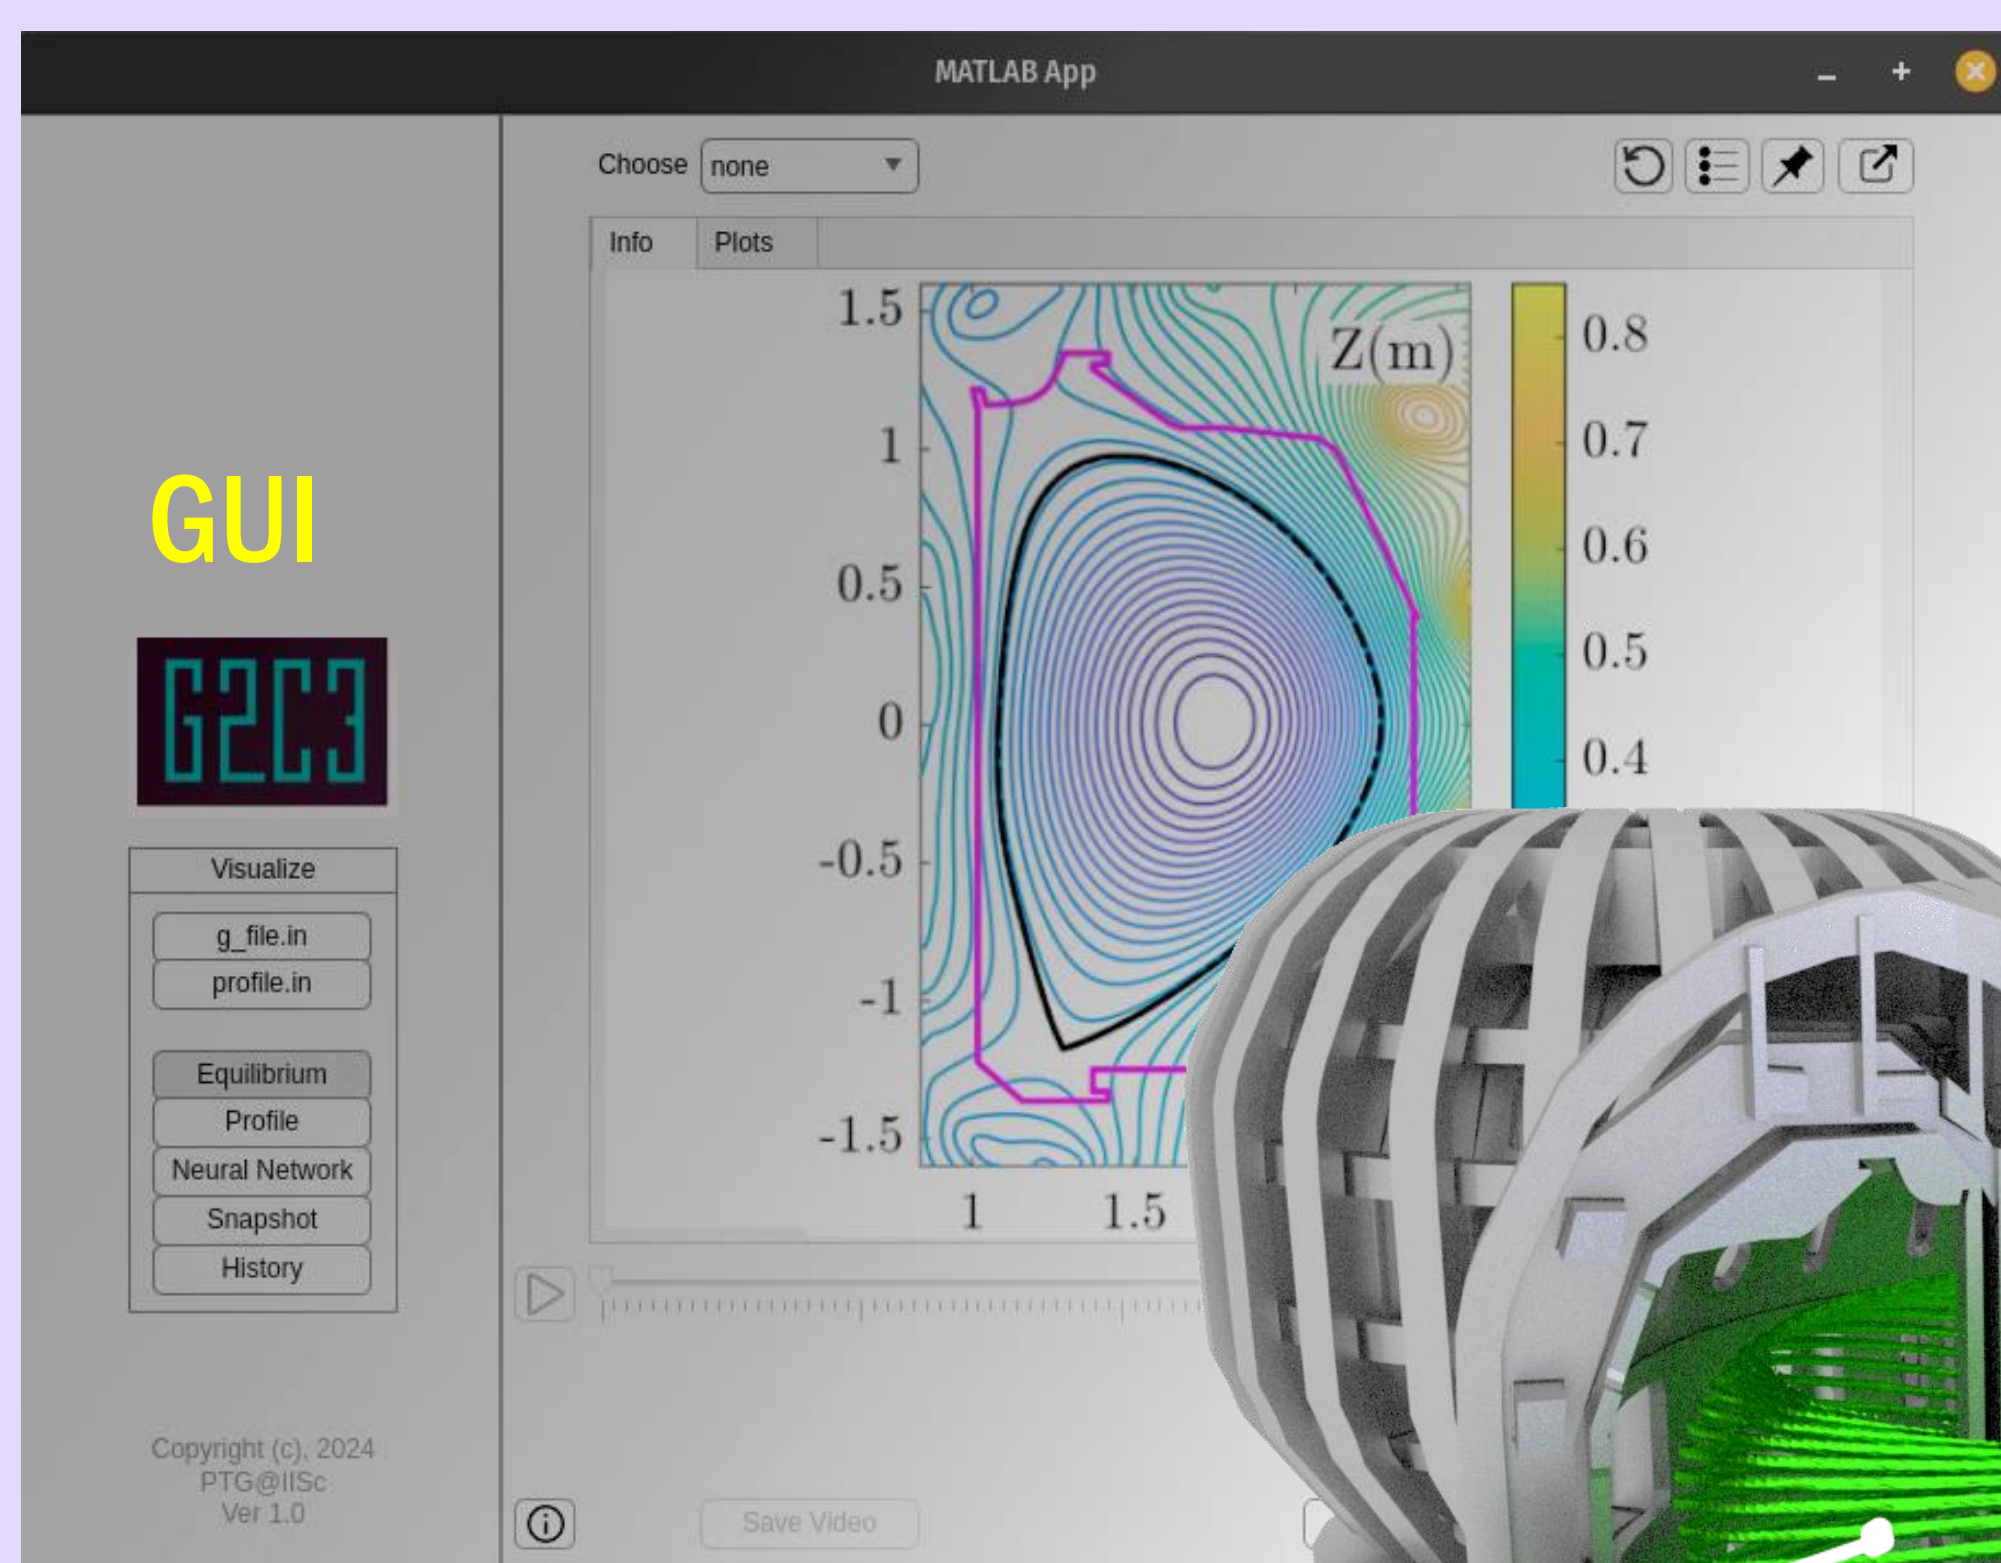 MATLAB App
Choose none
Info Plots
GUI
G2C3
Visualize
g_file.in
profile.in
Equilibrium
Profile
Neural Network
Snapshot
History
Copyright (c), 2024
PTG@IISc
Ver 1.0
1.5
1
0.5
0
-0.5
-1
-1.5
1 1.5
Z(m)
0.8
0.7
0.6
0.5
0.4
Save Video